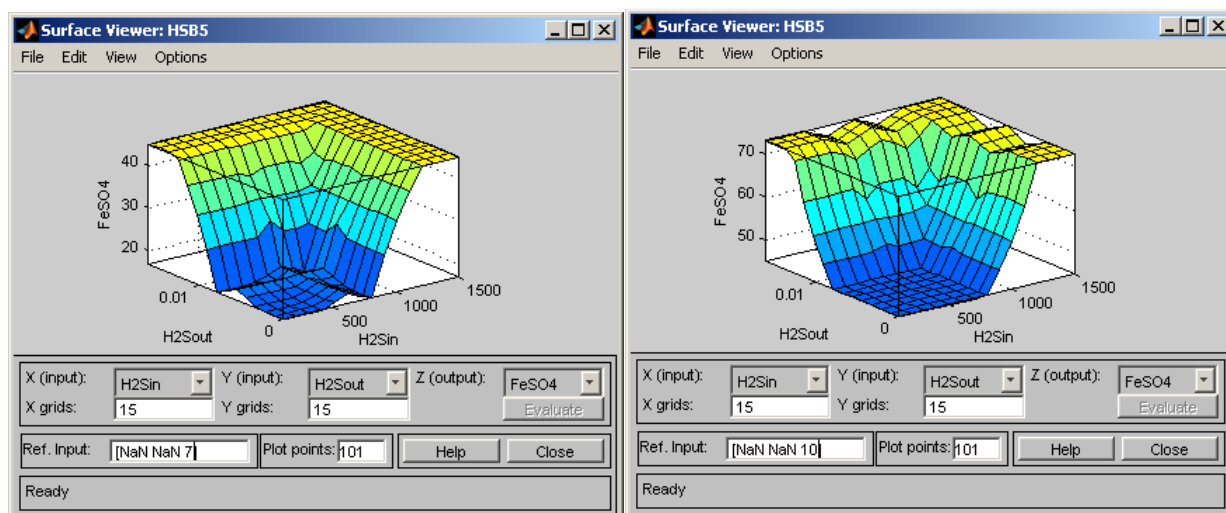 Surface Viewer: HSB5
File Edit View Options
40
30
20
FeSO4
0.01
0
H2Sout
500
1000
1500
H2Sin
X (input): H2Sin Y (input): H2Sout Z (output): FeSO4
X grids: 15 Y grids: 15 Evaluate
Ref. Input: [NaN NaN 7] Plot points: 101 Help Close
Ready
Surface Viewer: HSB5
File Edit View Options
70
60
50
FeSO4
0.01
0
H2Sout
500
1000
1500
H2Sin
X (input): H2Sin Y (input): H2Sout Z (output): FeSO4
X grids: 15 Y grids: 15 Evaluate
Ref. Input: [NaN NaN 10] Plot points: 101 Help Close
Ready